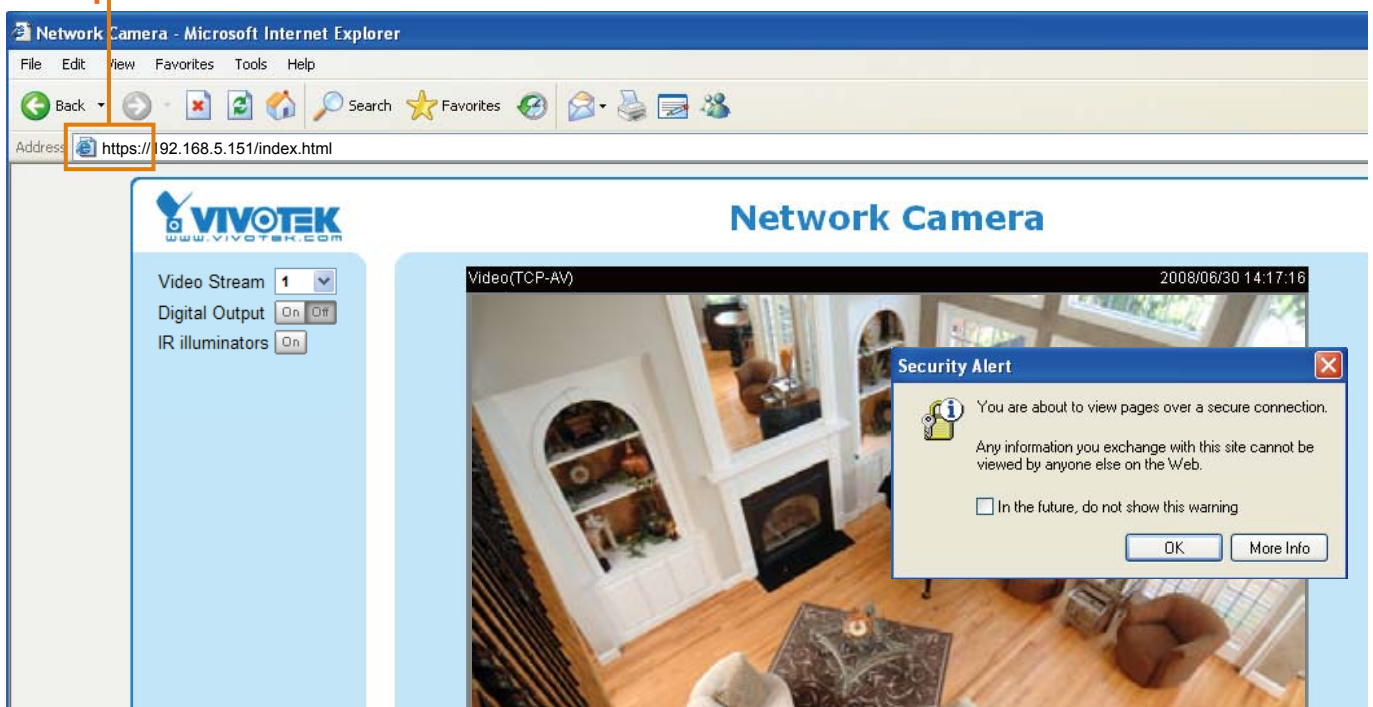 Network Camera - Microsoft Internet Explorer
File Edit View Favorites Tools Help
Back Search Favorites
Address https://192.168.5.151/index.html
VIVOTEK
www.vivotek.com
Network Camera
Video Stream 1
Digital Output On Off
IR illuminators On
Video(TCP-AV) 2008/06/30 14:17:16
Security Alert
You are about to view pages over a secure connection.
Any information you exchange with this site cannot be
viewed by anyone else on the Web.
In the future, do not show this warning
OK More Info